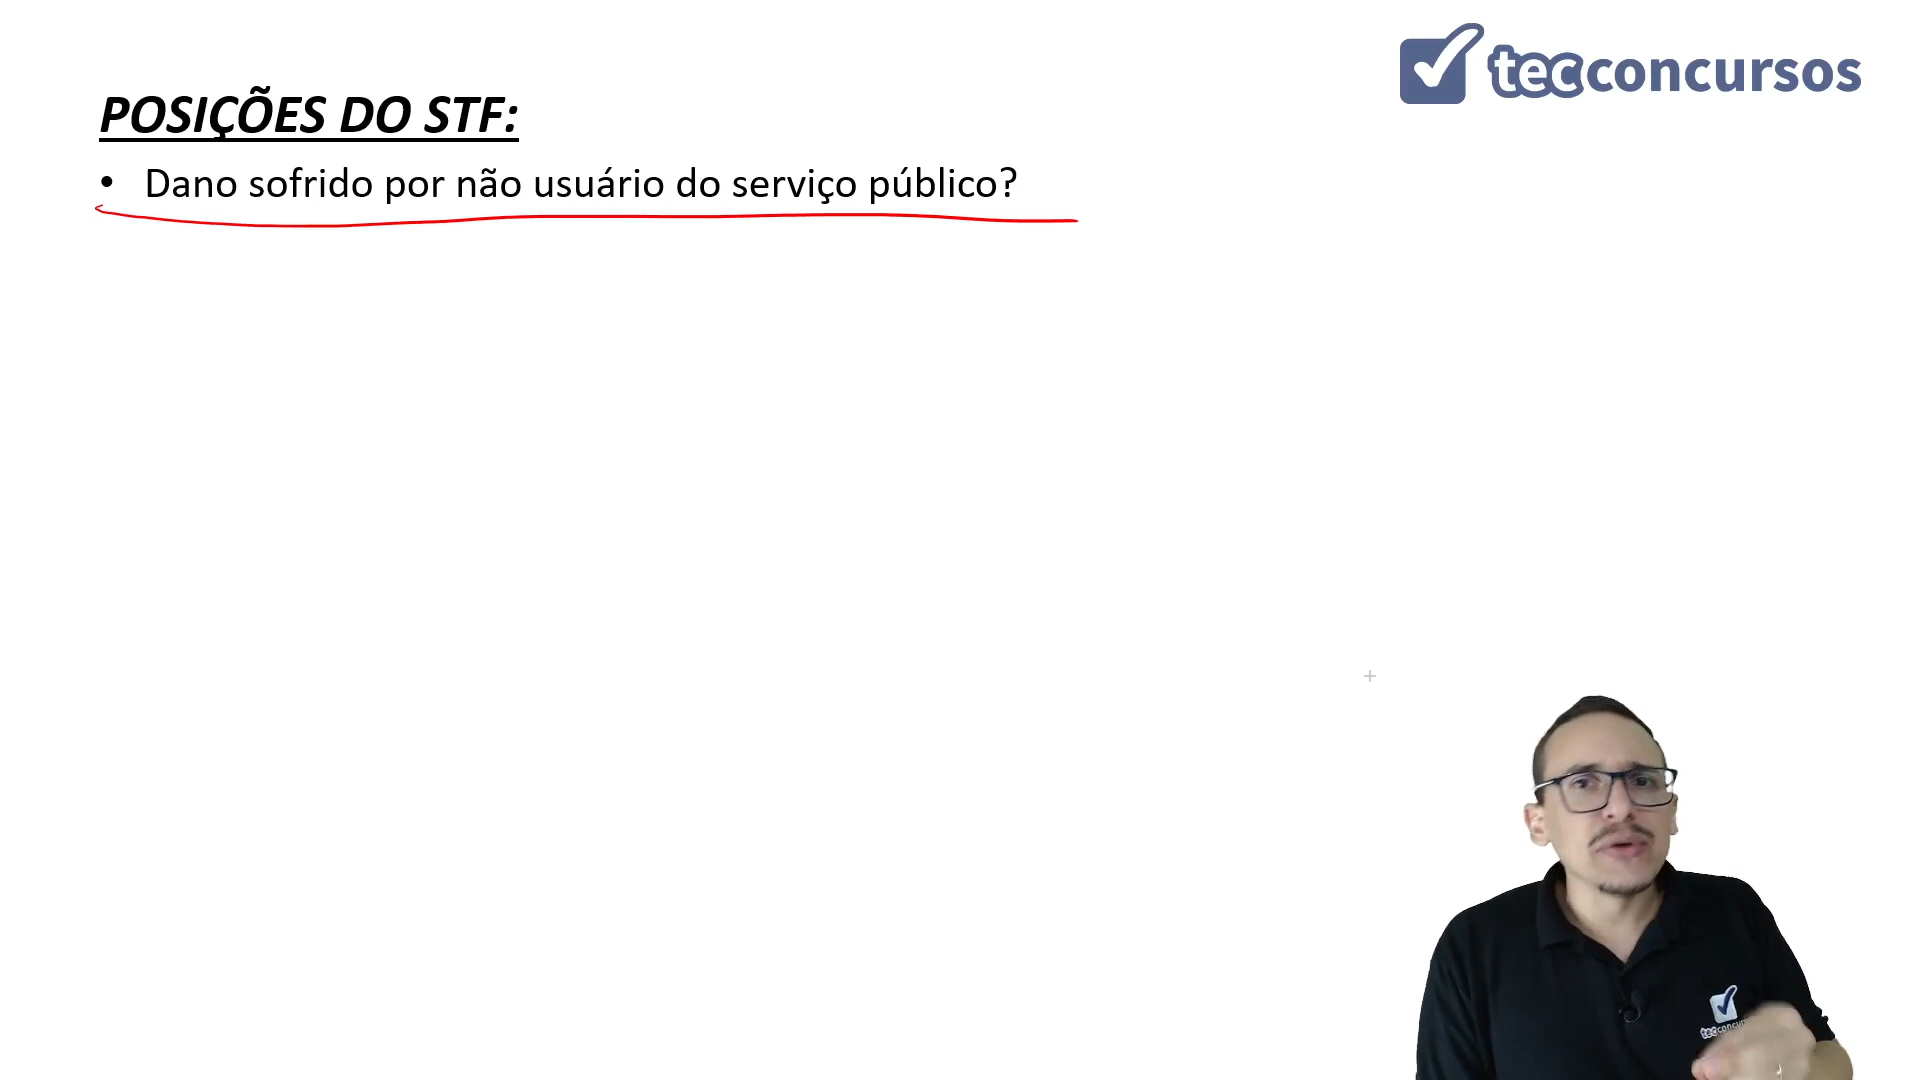 tecconcursos
POSIÇÕES DO STF:
• Dano sofrido por não usuário do serviço público?